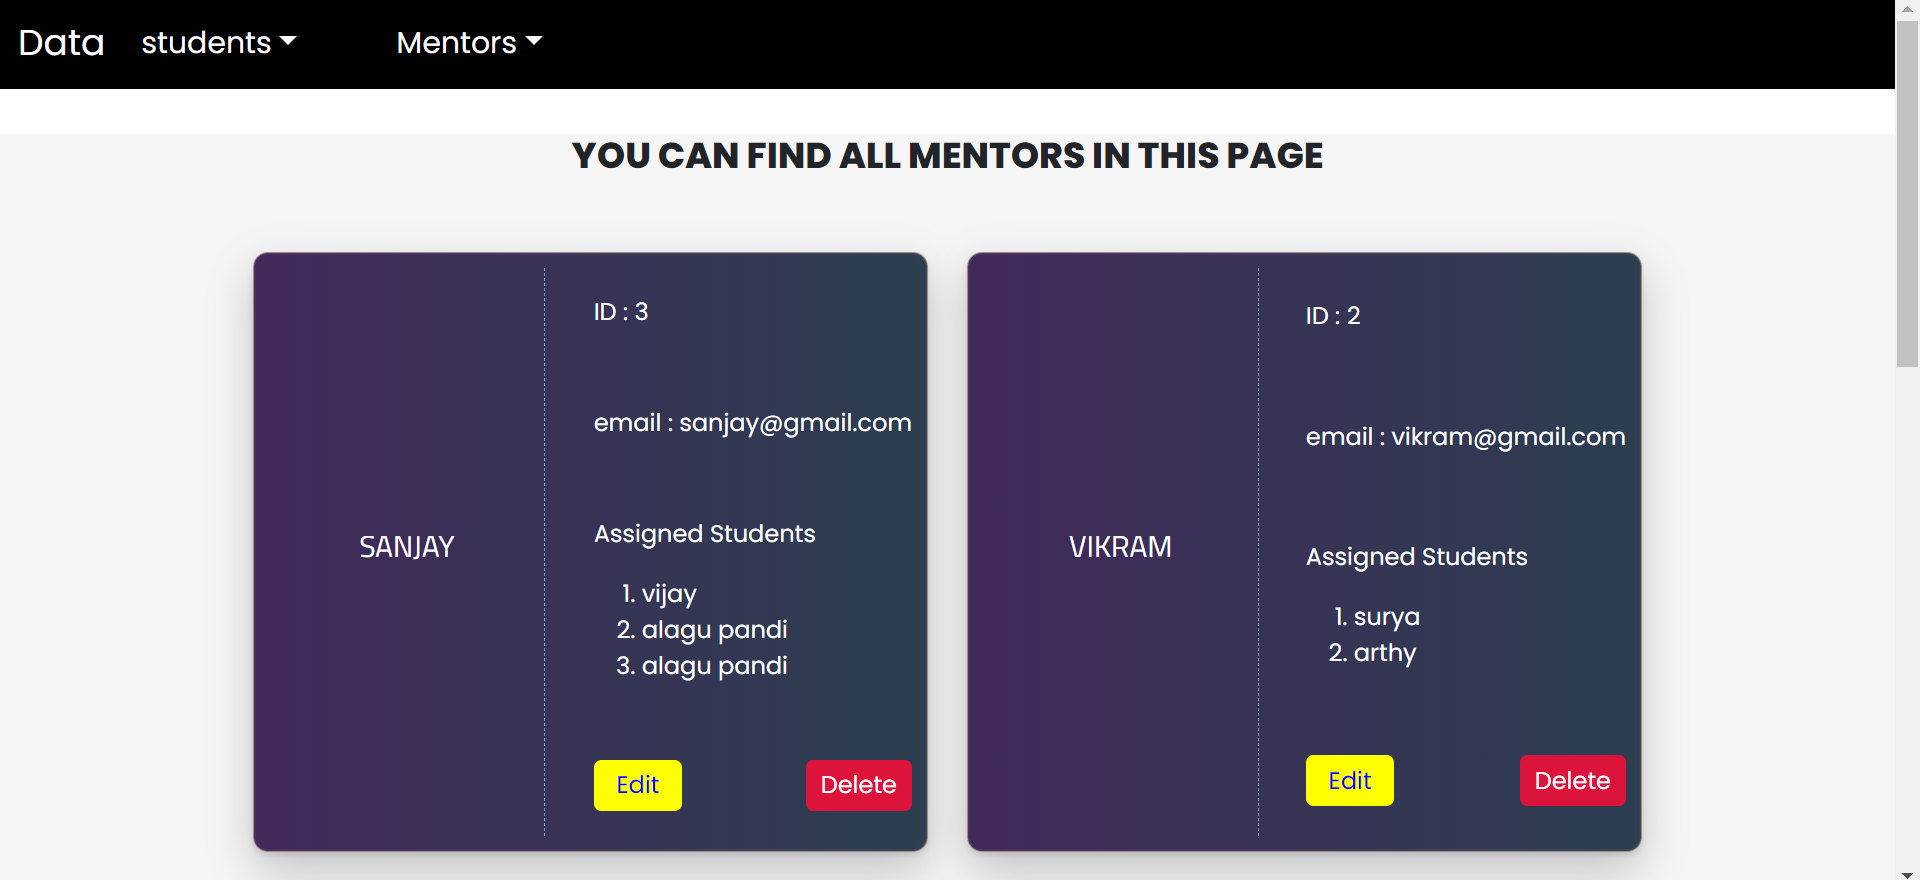 Data students Mentors
YOU CAN FIND ALL MENTORS IN THIS PAGE
SANJAY
ID : 3
email : sanjay@gmail.com
Assigned Students
1. vijay
2. alagu pandi
3. alagu pandi
Edit Delete
VIKRAM
ID : 2
email : vikram@gmail.com
Assigned Students
1. surya
2. arthy
Edit Delete